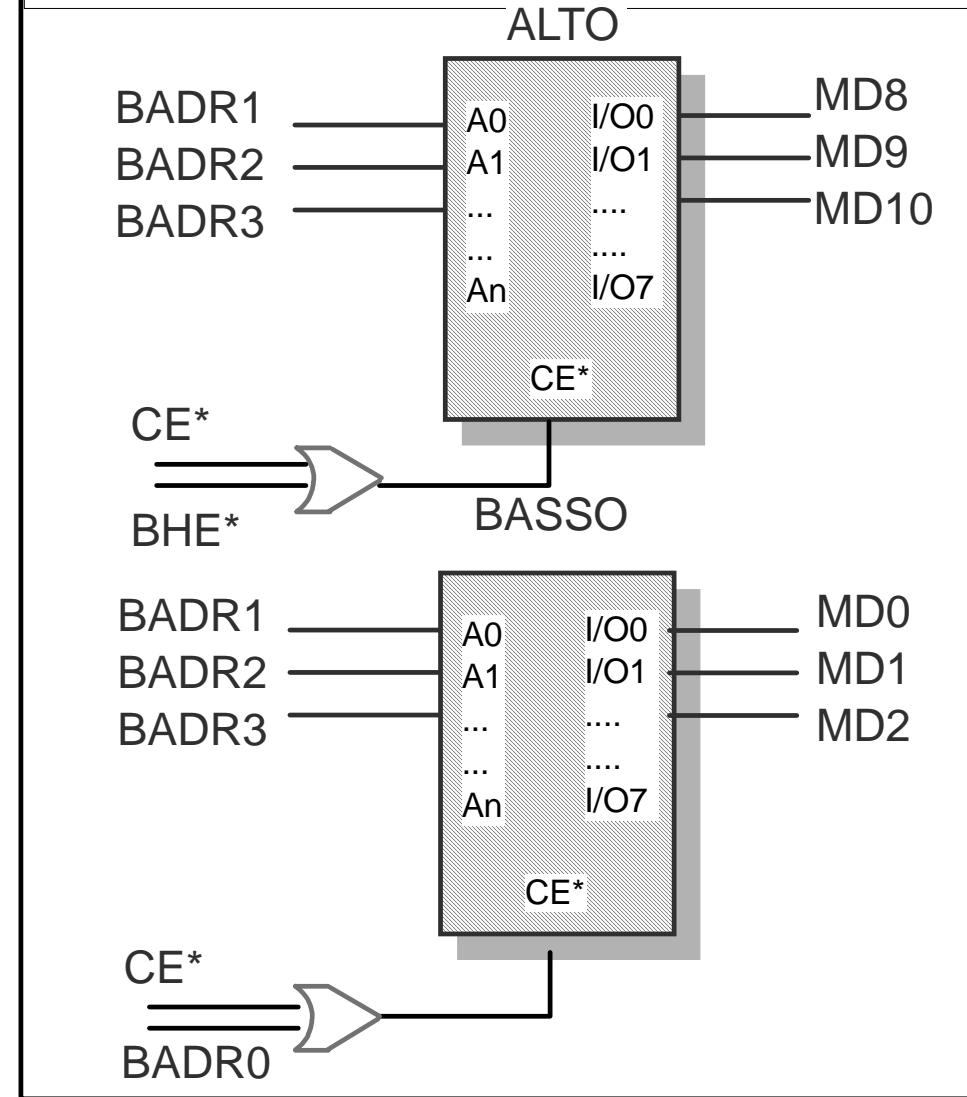 ALTO
BADR1
BADR2
BADR3
A0
A1
...
...
An
I/O0
I/O1
....
....
I/O7
CE*
MD8
MD9
MD10
CE*
BHE*
BASSO
BADR1
BADR2
BADR3
A0
A1
...
...
An
I/O0
I/O1
....
....
I/O7
CE*
MD0
MD1
MD2
CE*
BADR0